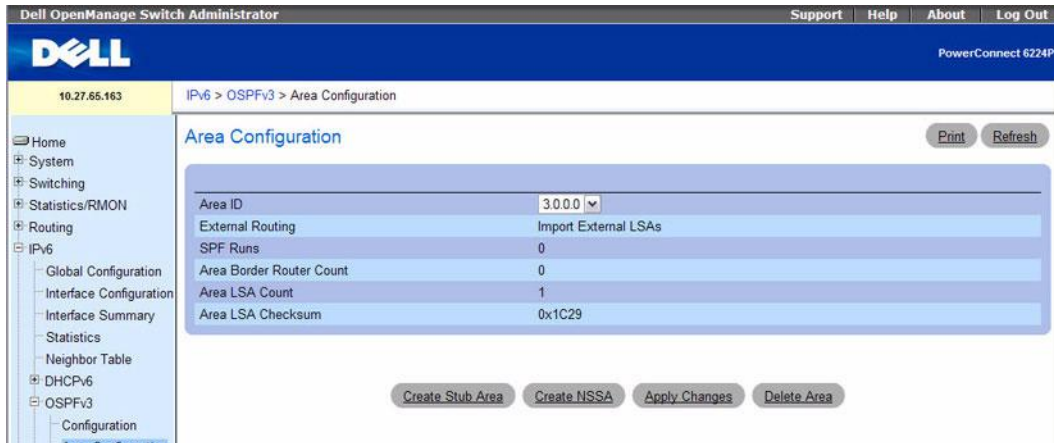 Dell OpenManage Switch Administrator
Support Help About Log Out
DELL
PowerConnect 6224P
10.27.65.163
IPv6 > OSPFv3 > Area Configuration
Home
System
Switching
Statistics/RMON
Routing
IPv6
Global Configuration
Interface Configuration
Interface Summary
Statistics
Neighbor Table
DHCPv6
OSPFv3
Configuration
Area Configuration
Print Refresh
Area ID 3.0.0.0
External Routing Import External LSAs
SPF Runs 0
Area Border Router Count 0
Area LSA Count 1
Area LSA Checksum 0x1C29
Create Stub Area Create NSSA Apply Changes Delete Area